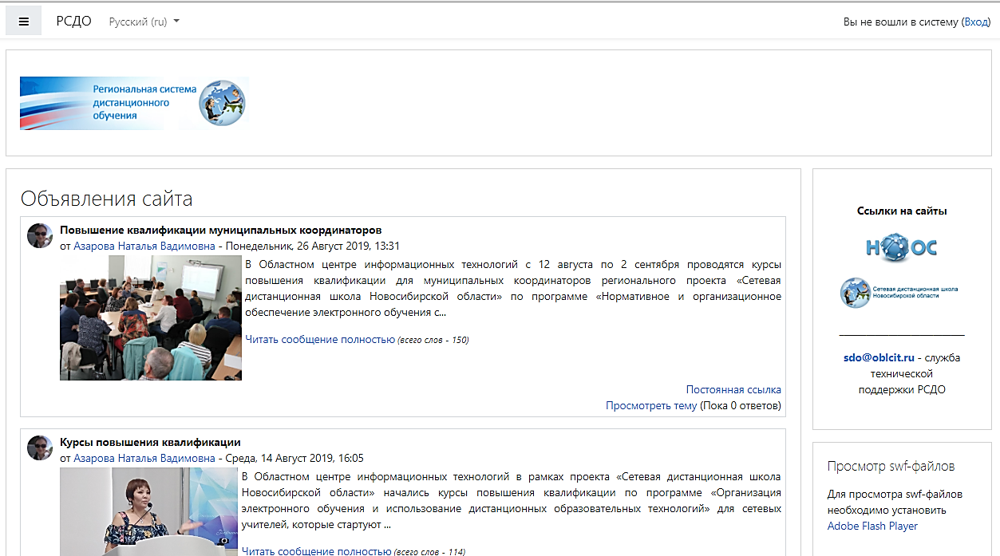 РСДО Русский (ru) Вы не вошли в систему (Вход)
Региональная система
дистанционного
обучения
Объявления сайта
Повышение квалификации муниципальных координаторов
от Азарова Наталья Вадимовна - Понедельник, 26 Август 2019, 13:31
В Областном центре информационных технологий с 12 августа по 2 сентября проводятся курсы
повышения квалификации для муниципальных координаторов регионального проекта «Сетевая
дистанционная школа Новосибирской области» по программе «Нормативное и организационное
обеспечение электронного обучения с...
Читать сообщение полностью (всего слов - 150)
Постоянная ссылка
Просмотреть тему (Пока 0 ответов)
Курсы повышения квалификации
от Азарова Наталья Вадимовна - Среда, 14 Август 2019, 16:05
В Областном центре информационных технологий в рамках проекта «Сетевая дистанционная школа
Новосибирской области» начались курсы повышения квалификации по программе «Организация
электронного обучения и использование дистанционных образовательных технологий» для сетевых
учителей, которые стартуют ...
Читать сообщение полностью (всего слов - 114)
Ссылки на сайты
НООС
Сетевая дистанционная школа
Новосибирской области
sdo@oblcit.ru - служба
технической
поддержки РСДО
Просмотр swf-файлов
Для просмотра swf-файлов
необходимо установить
Adobe Flash Player